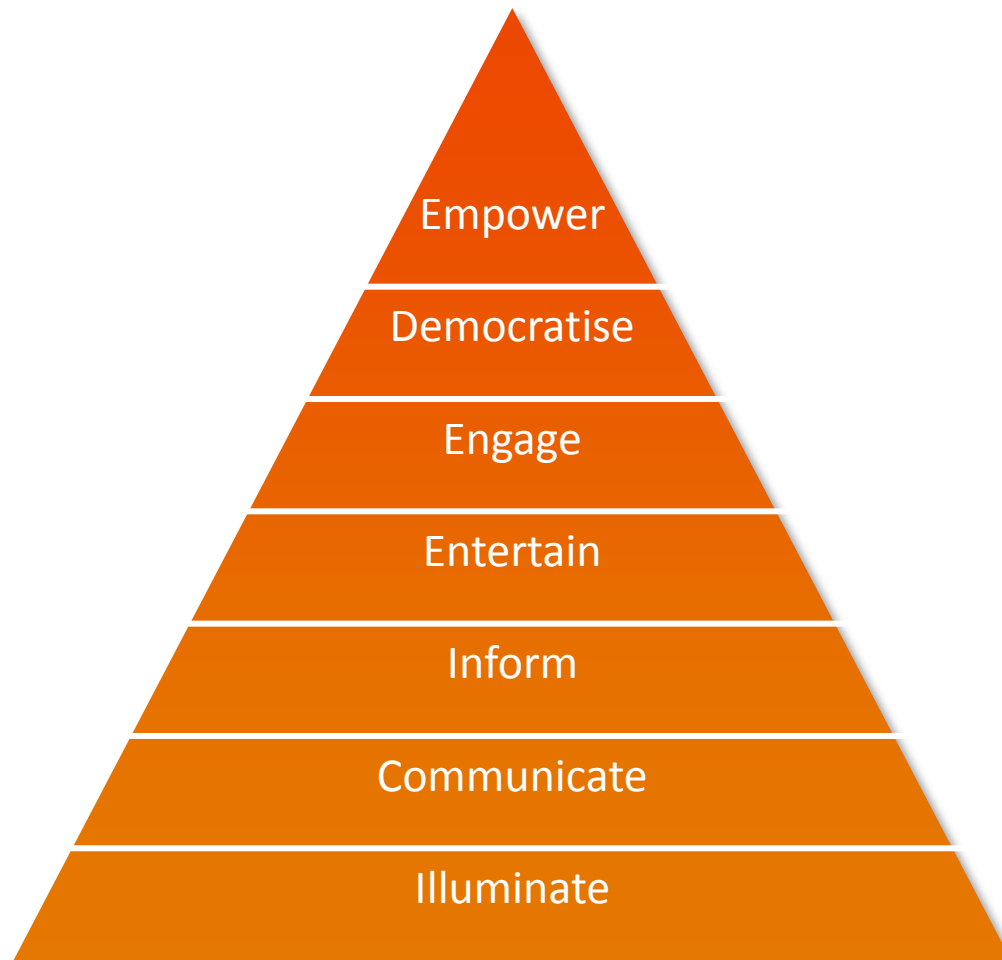 Empower
Democratise
Engage
Entertain
Inform
Communicate
Illuminate